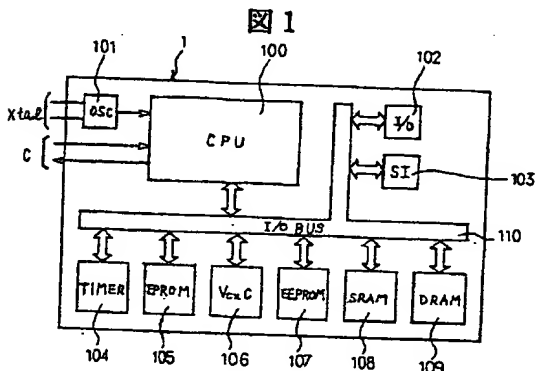 図1
1
101
100
102
Xtal
OSC
CPU
I/O
C
SI
103
I/O BUS
110
TIMER
EPROM
EEPROM
SRAM
DRAM
104
105
106
107
108
109